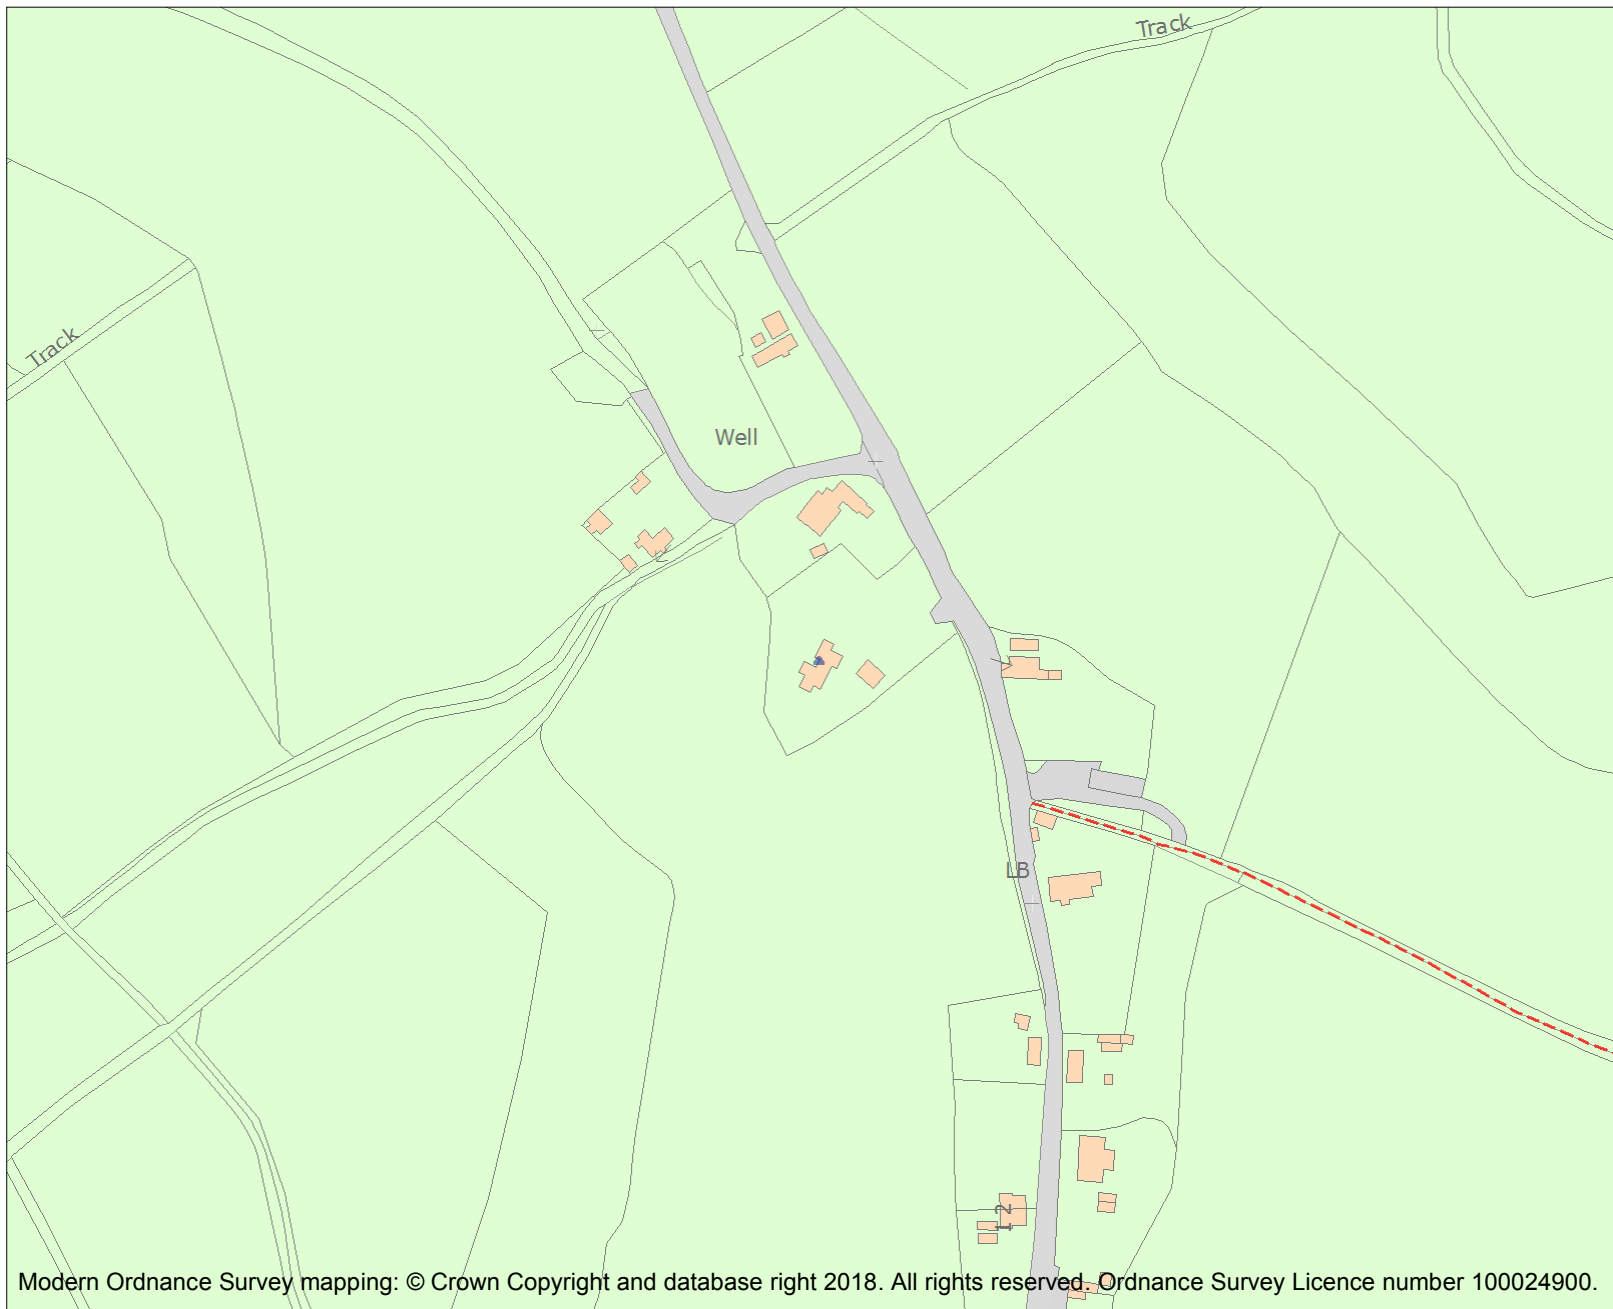 Track
Track
Well
LB
1
2
Modern Ordnance Survey mapping: © Crown Copyright and database right 2018. All rights reserved. Ordnance Survey Licence number 100024900.